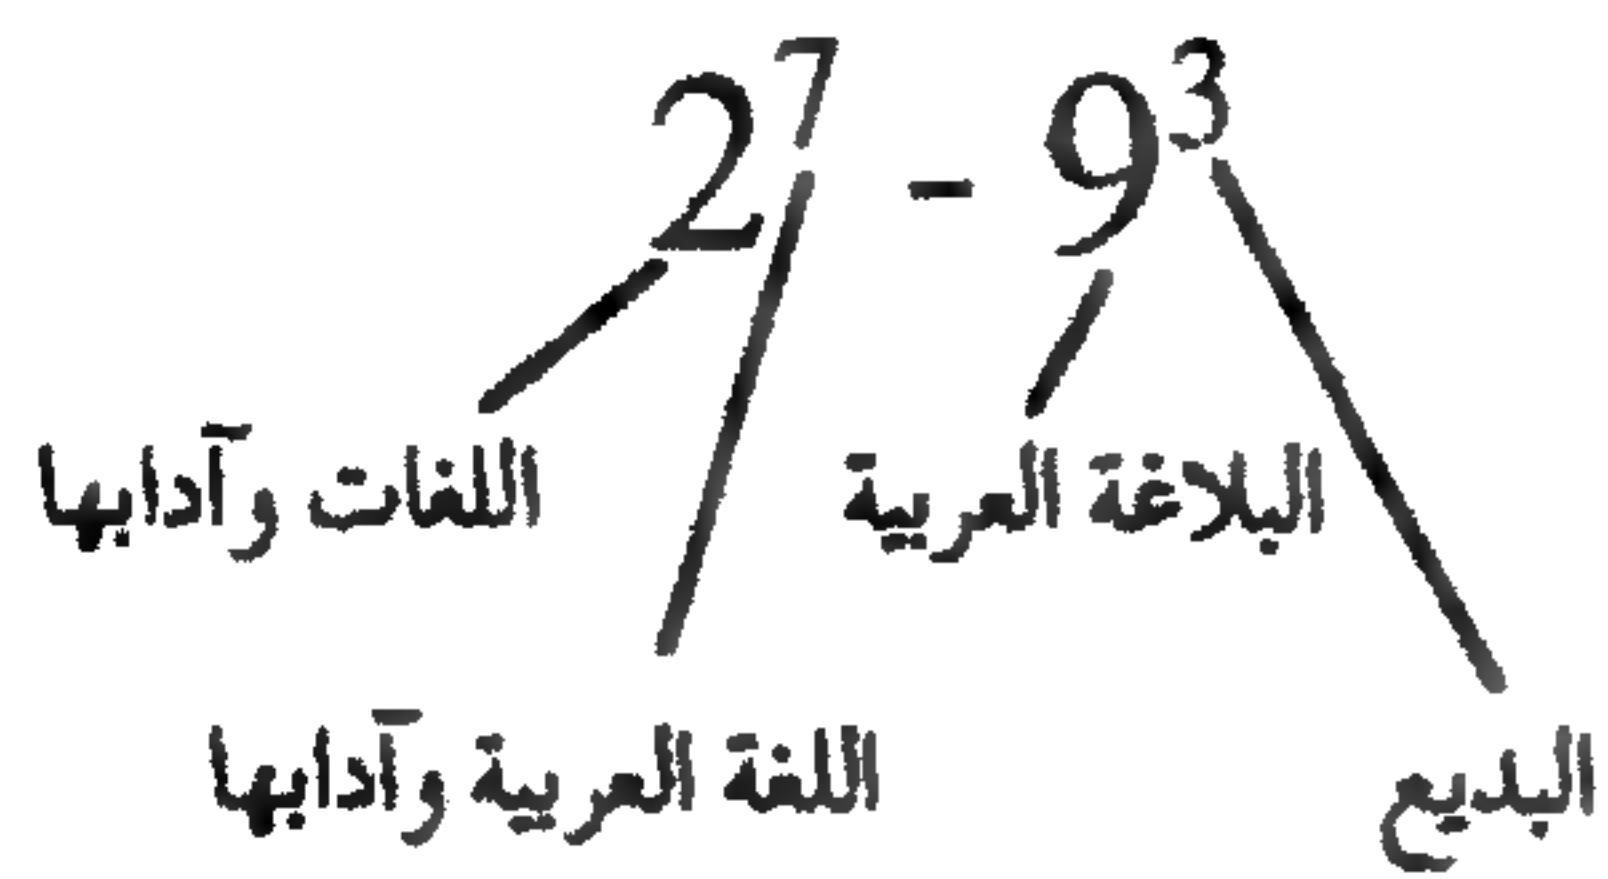 2⁷ - 9³
البلاغة العربية اللغات وآدابها
البديع اللغة العربية وآدابها